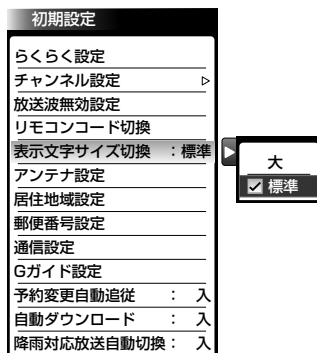 初期設定
らくらく設定
チャンネル設定
放送波無効設定
リモコンコード切換
表示文字サイズ切換 ：標準
大
標準
アンテナ設定
居住地域設定
郵便番号設定
通信設定
Gガイド設定
予約変更自動追従 ： 入
自動ダウンロード ： 入
降雨対応放送自動切換： 入